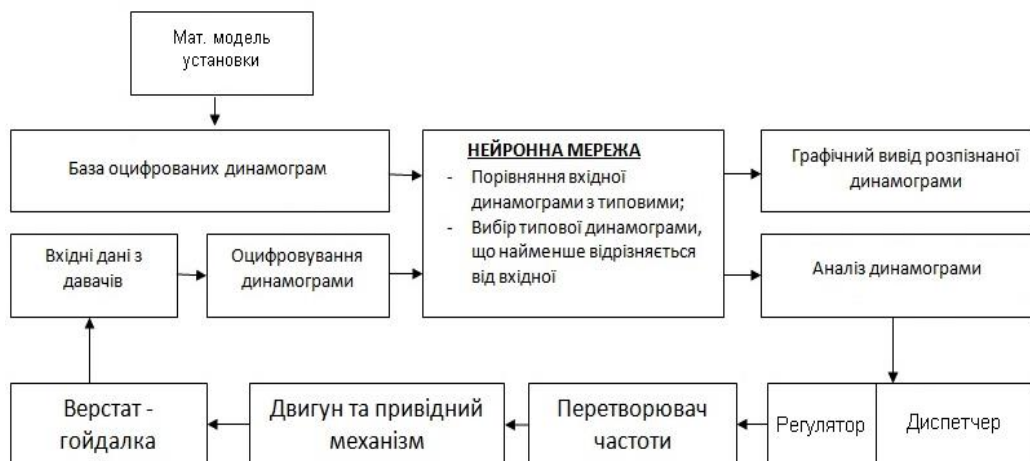 Мат. модель
установки
База оцифрованих динамограм
НЕЙРОННА МЕРЕЖА
- Порівняння вхідної
динамограми з типовими;
- Вибір типової динамограми,
що найменше відрізняється
від вхідної
Графічний вивід розпізнаної
динамограми
Вхідні дані з
давачів
Оцифровування
динамограми
Аналіз динамограми
Верстат -
гойдалка
Двигун та привідний
механізм
Перетворювач
частоти
Регулятор
Диспетчер